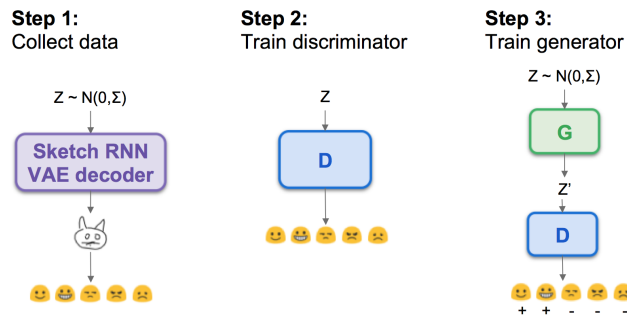 Step 1:
Collect data
Z ~ N(0,Σ)
Sketch RNN
VAE decoder
Step 2:
Train discriminator
Z
D
Step 3:
Train generator
Z ~ N(0,Σ)
G
Z'
D
+ + - - -